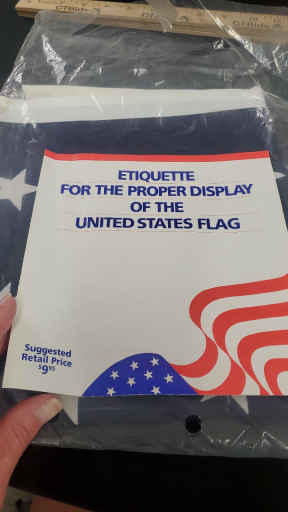 ETIQUETTE
FOR THE PROPER DISPLAY
OF THE
UNITED STATES FLAG
Suggested
Retail Price
$9.95